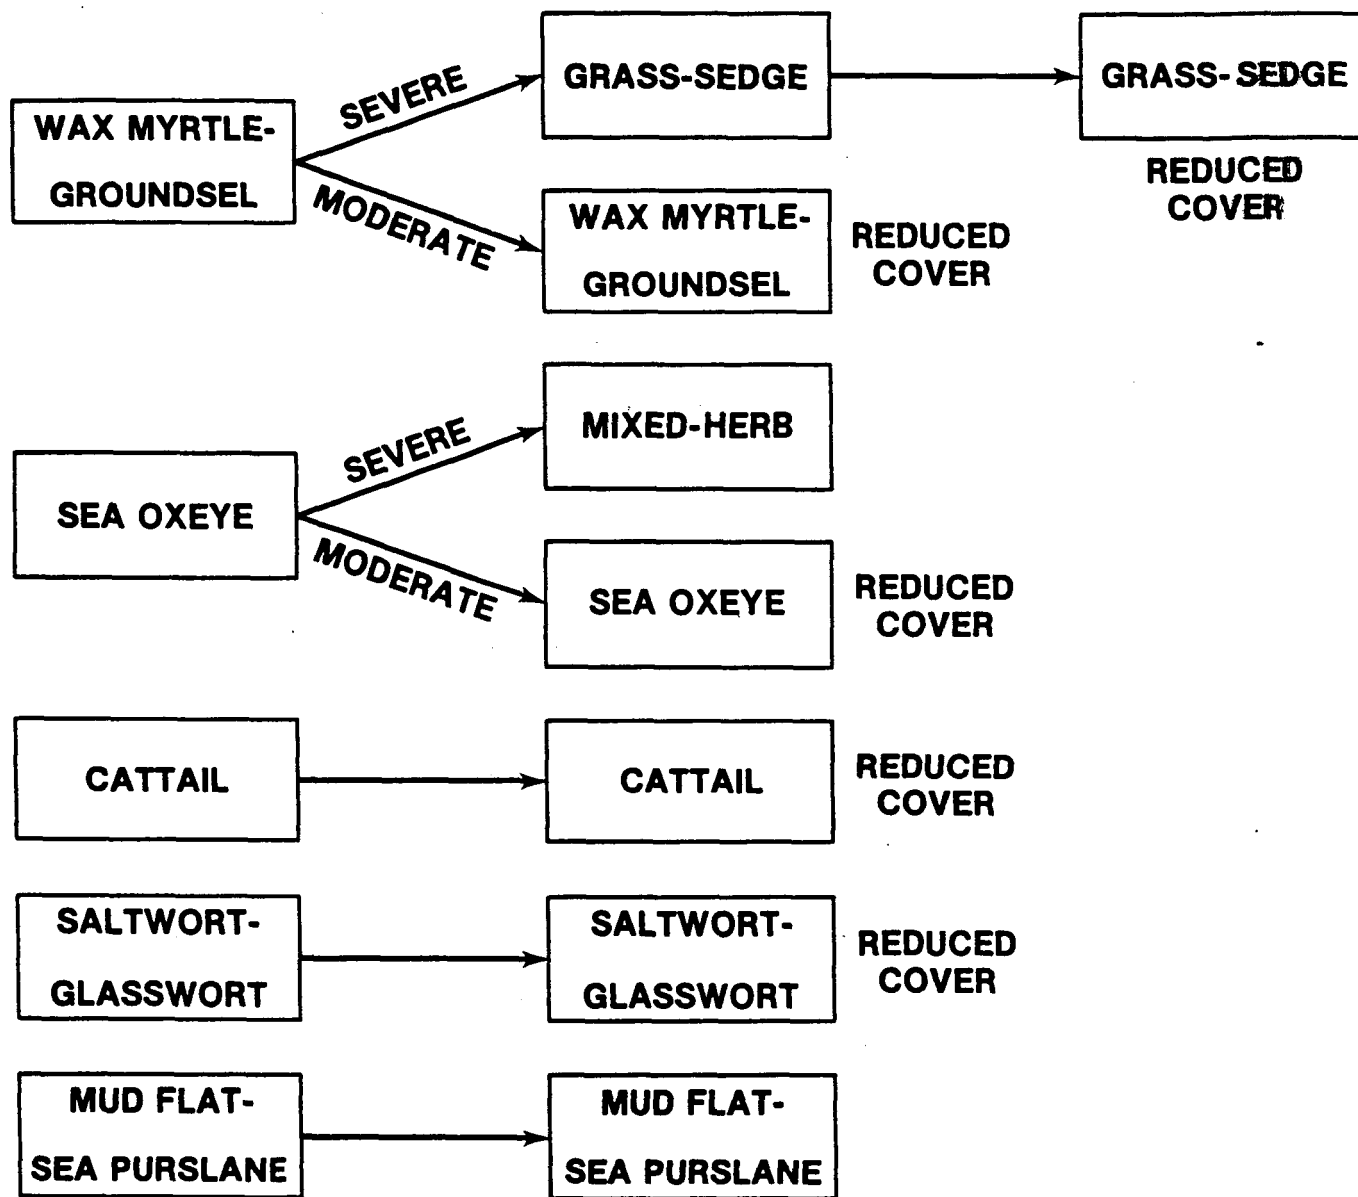 WAX MYRTLE-
GROUNDSEL
SEVERE
MODERATE
GRASS-SEDGE
GRASS-SEDGE
REDUCED
COVER
WAX MYRTLE-
GROUNDSEL
REDUCED
COVER
SEA OXEYE
SEVERE
MODERATE
MIXED-HERB
SEA OXEYE
REDUCED
COVER
CATTAIL
CATTAIL
REDUCED
COVER
SALTWORT-
GLASSWORT
SALTWORT-
GLASSWORT
REDUCED
COVER
MUD FLAT-
SEA PURSLANE
MUD FLAT-
SEA PURSLANE